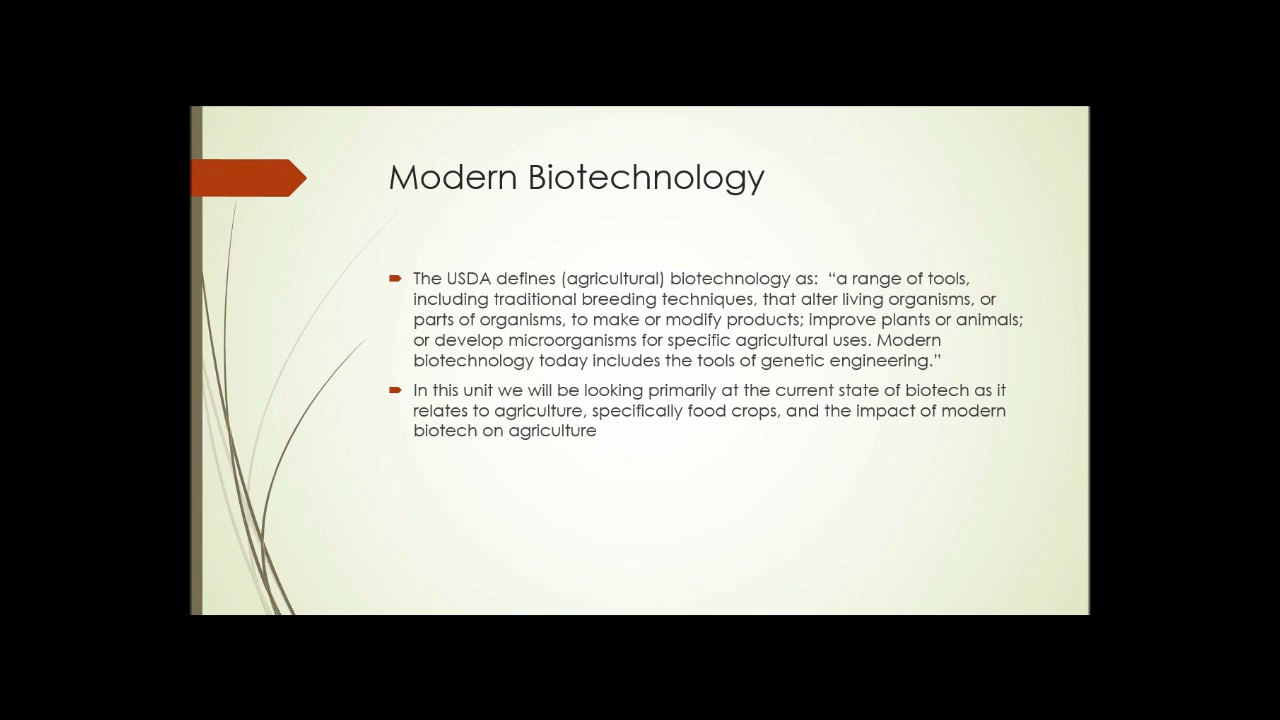 Modern Biotechnology
The USDA defines (agricultural) biotechnology as:  “a range of tools,
including traditional breeding techniques, that alter living organisms, or
parts of organisms, to make or modify products; improve plants or animals;
or develop microorganisms for specific agricultural uses. Modern
biotechnology today includes the tools of genetic engineering.”
In this unit we will be looking primarily at the current state of biotech as it
relates to agriculture, specifically food crops, and the impact of modern
biotech on agriculture